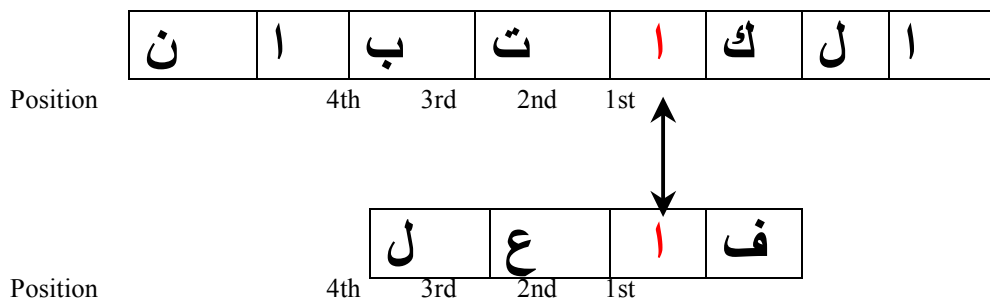 ا ل ك ا ت ب ا ن
Position 4th 3rd 2nd 1st
ف ا ع ل
Position 4th 3rd 2nd 1st